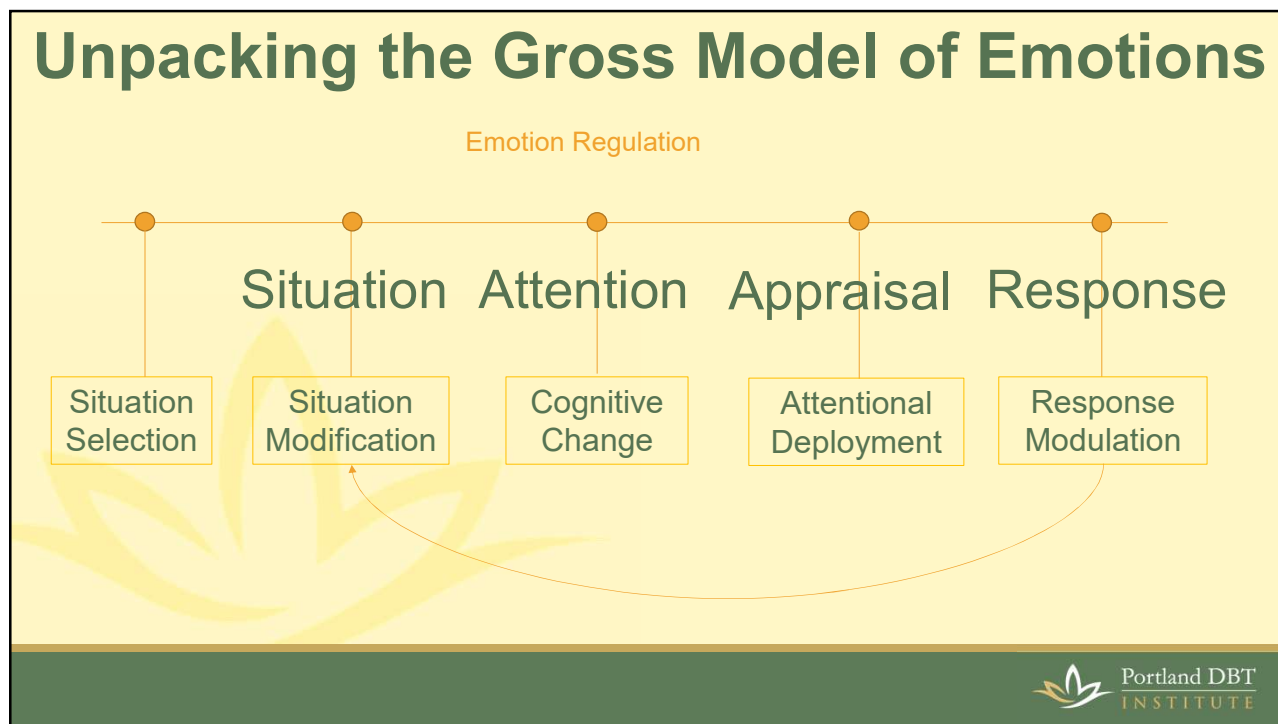 Unpacking the Gross Model of Emotions
Emotion Regulation
Situation Attention Appraisal Response
Situation
Selection
Situation
Modification
Cognitive
Change
Attentional
Deployment
Response
Modulation
Portland DBT
INSTITUTE